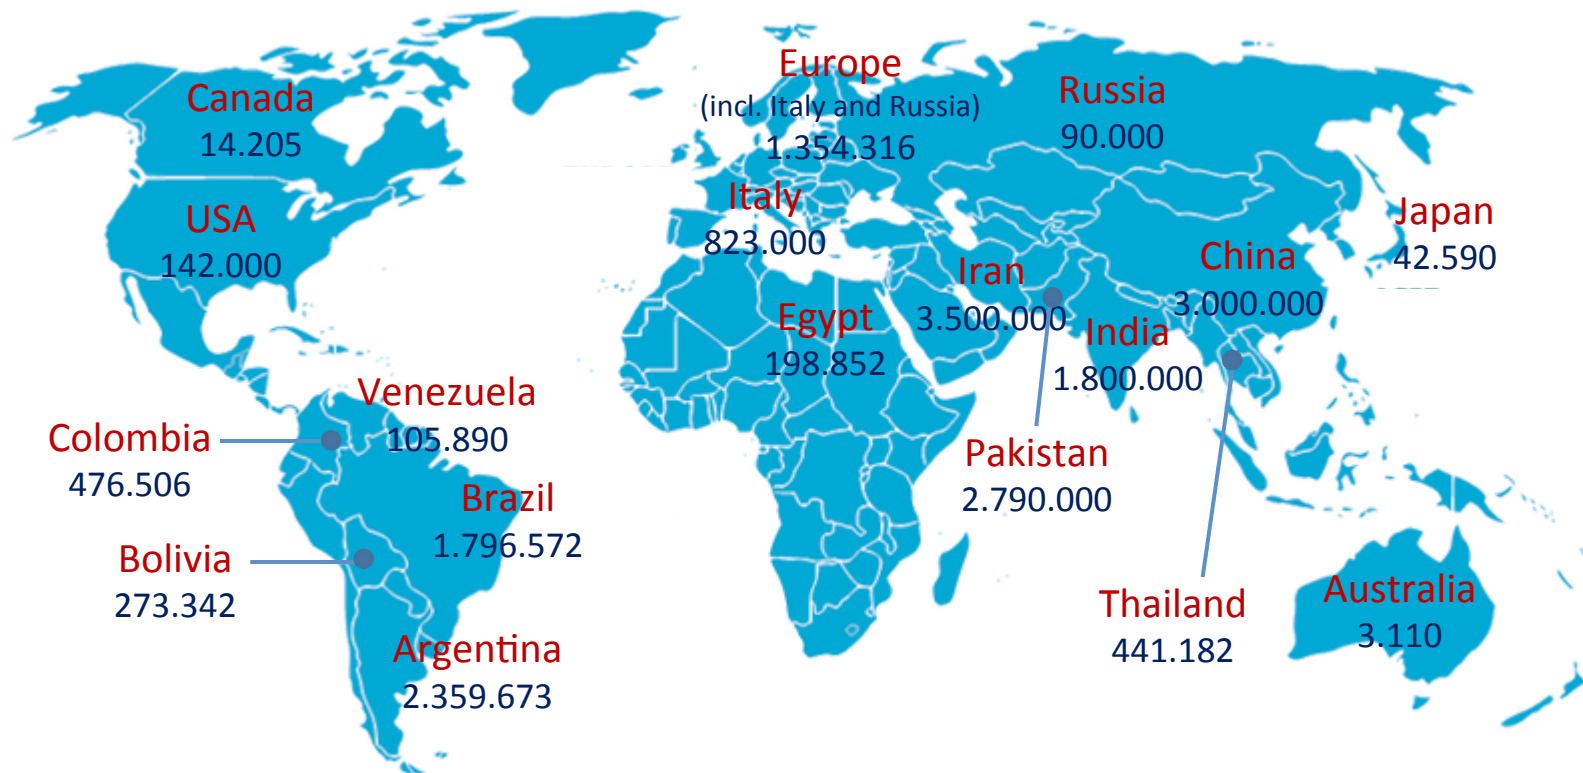 Europe
(incl. Italy and Russia)
1.354.316
Russia
90.000
Canada
14.205
Italy
823.000
USA
142.000
Japan
42.590
China
3.000.000
Iran
3.500.000
Egypt
198.852
India
1.800.000
Venezuela
105.890
Colombia
476.506
Pakistan
2.790.000
Brazil
1.796.572
Bolivia
273.342
Thailand
441.182
Australia
3.110
Argentina
2.359.673